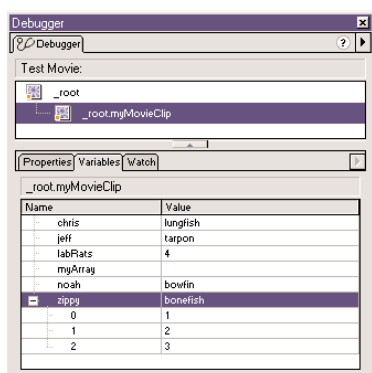 Debugger
Debugger ?
Test Movie:
_root
_root.myMovieClip
Properties Variables Watch
_root.myMovieClip
Name Value
chris lungfish
jeff tarpon
labRats 4
myArray
noah bowfin
zippy bonefish
0 1
1 2
2 3